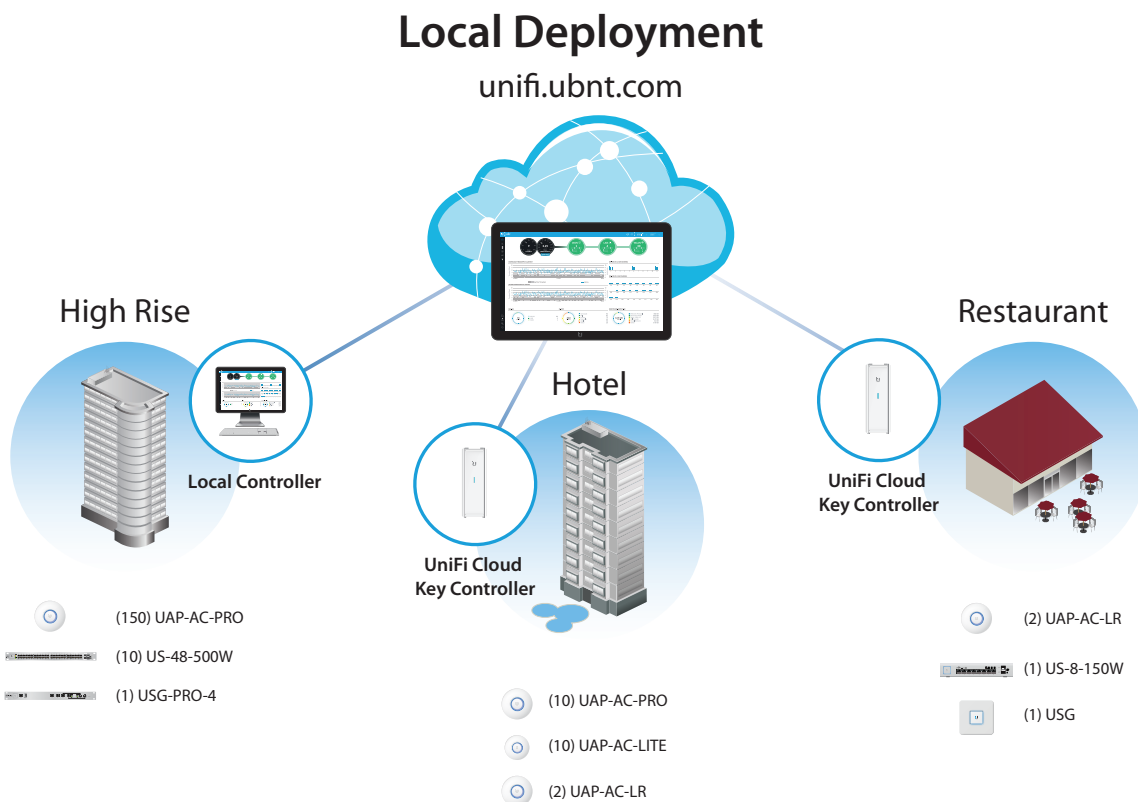 Local Deployment
unifi.ubnt.com
High Rise
Local Controller
(150) UAP-AC-PRO
(10) US-48-500W
(1) USG-PRO-4
Hotel
UniFi Cloud
Key Controller
(10) UAP-AC-PRO
(10) UAP-AC-LITE
(2) UAP-AC-LR
Restaurant
UniFi Cloud
Key Controller
(2) UAP-AC-LR
(1) US-8-150W
(1) USG